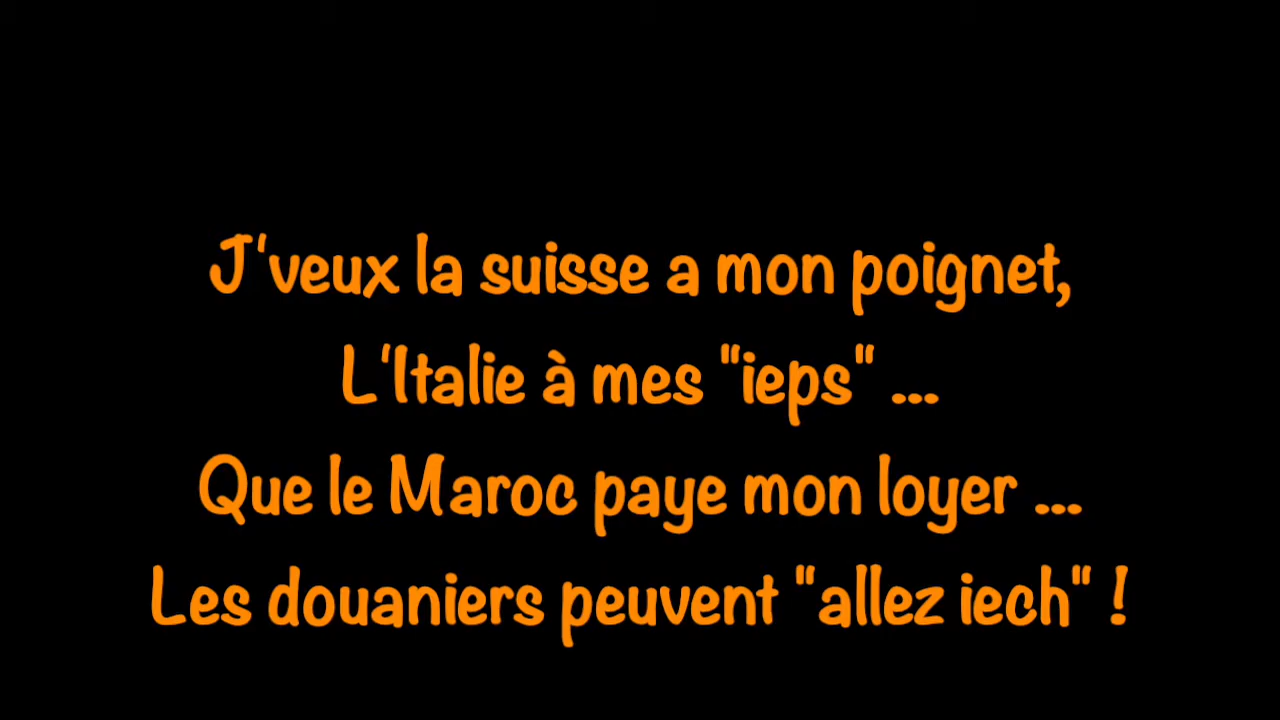 J'veux la suisse a mon poignet,
L'Italie à mes "ieps" ...
Que le Maroc paye mon loyer ...
Les douaniers peuvent "allez iech" !